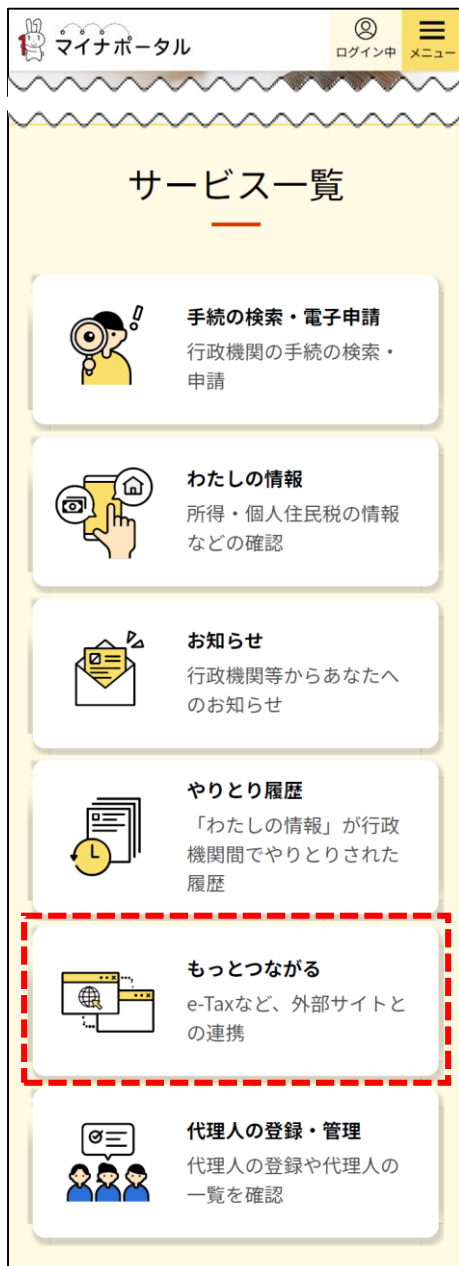 マイナポータル
ログイン中
メニュー
サービス一覧
手続の検索・電子申請
行政機関の手続の検索・
申請
わたしの情報
所得・個人住民税の情報
などの確認
お知らせ
行政機関等からあなたへ
のお知らせ
やりとり履歴
「わたしの情報」が行政
機関間でやりとりされた
履歴
もっとつながる
e-Taxなど、外部サイトと
の連携
代理人の登録・管理
代理人の登録や代理人の
一覧を確認